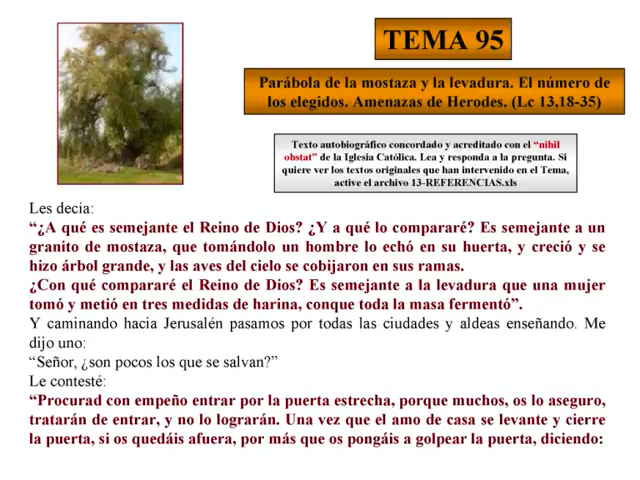 TEMA 95
Parábola de la mostaza y la levadura. El número de
los elegidos. Amenazas de Herodes. (Lc 13,18-35)
Texto autobiográfico concordado y acreditado con el “nihil
obstat” de la Iglesia Católica. Lea y responda a la pregunta. Si
quiere ver los textos originales que han intervenido en el Tema,
active el archivo 13-REFERENCIAS.xls
Les decía:
“¿A qué es semejante el Reino de Dios? ¿Y a qué lo compararé? Es semejante a un
granito de mostaza, que tomándolo un hombre lo echó en su huerta, y creció y se
hizo árbol grande, y las aves del cielo se cobijaron en sus ramas.
¿Con qué compararé el Reino de Dios? Es semejante a la levadura que una mujer
tomó y metió en tres medidas de harina, conque toda la masa fermentó”.
Y caminando hacia Jerusalén pasamos por todas las ciudades y aldeas enseñando. Me
dijo uno:
“Señor, ¿son pocos los que se salvan?”
Le contesté:
“Procurad con empeño entrar por la puerta estrecha, porque muchos, os lo aseguro,
tratarán de entrar, y no lo lograrán. Una vez que el amo de casa se levante y cierre
la puerta, si os quedáis afuera, por más que os pongáis a golpear la puerta, diciendo: